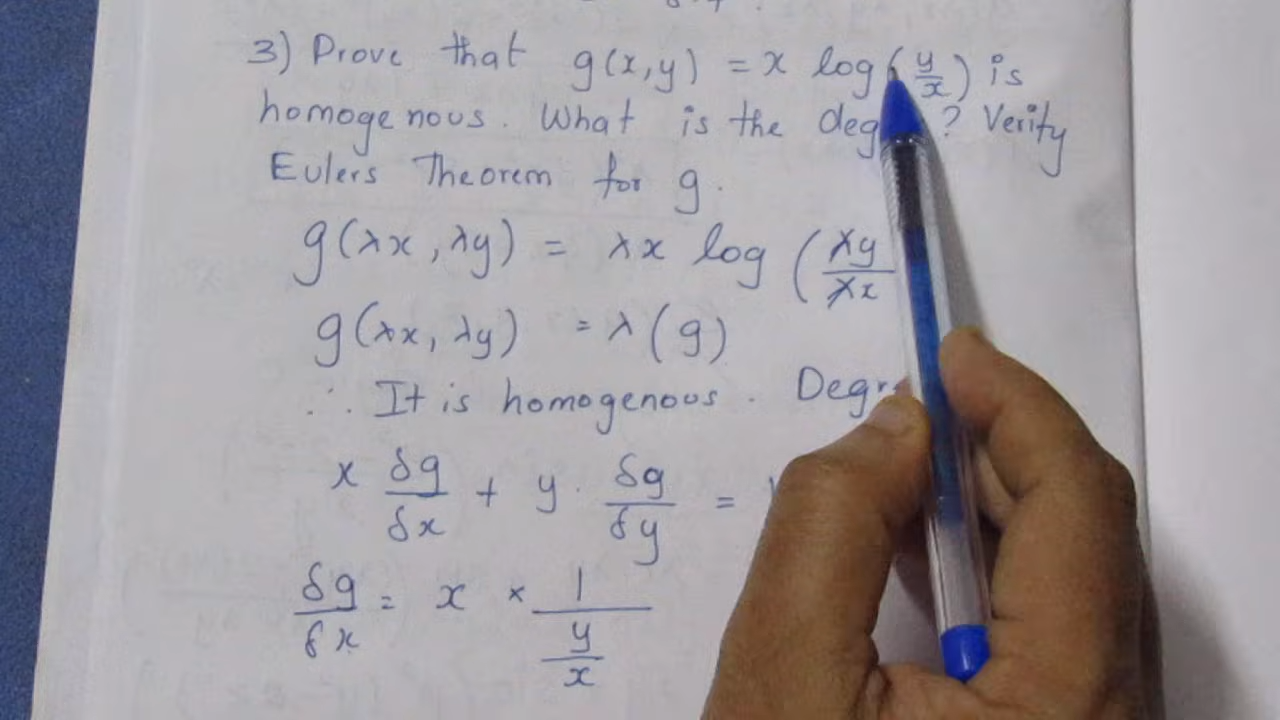 3) Prove that g(x,y) = x log(y/x) is
homogenous. What is the deg ? Verify
Eulers Theorem for g.
g(λx, λy) = λx log (λy/λx
g(λx, λy) = λ(g)
∴ It is homogenous. Degr
x δg/δx + y. δg/δy =
δg/δx = x × 1/(y/x)